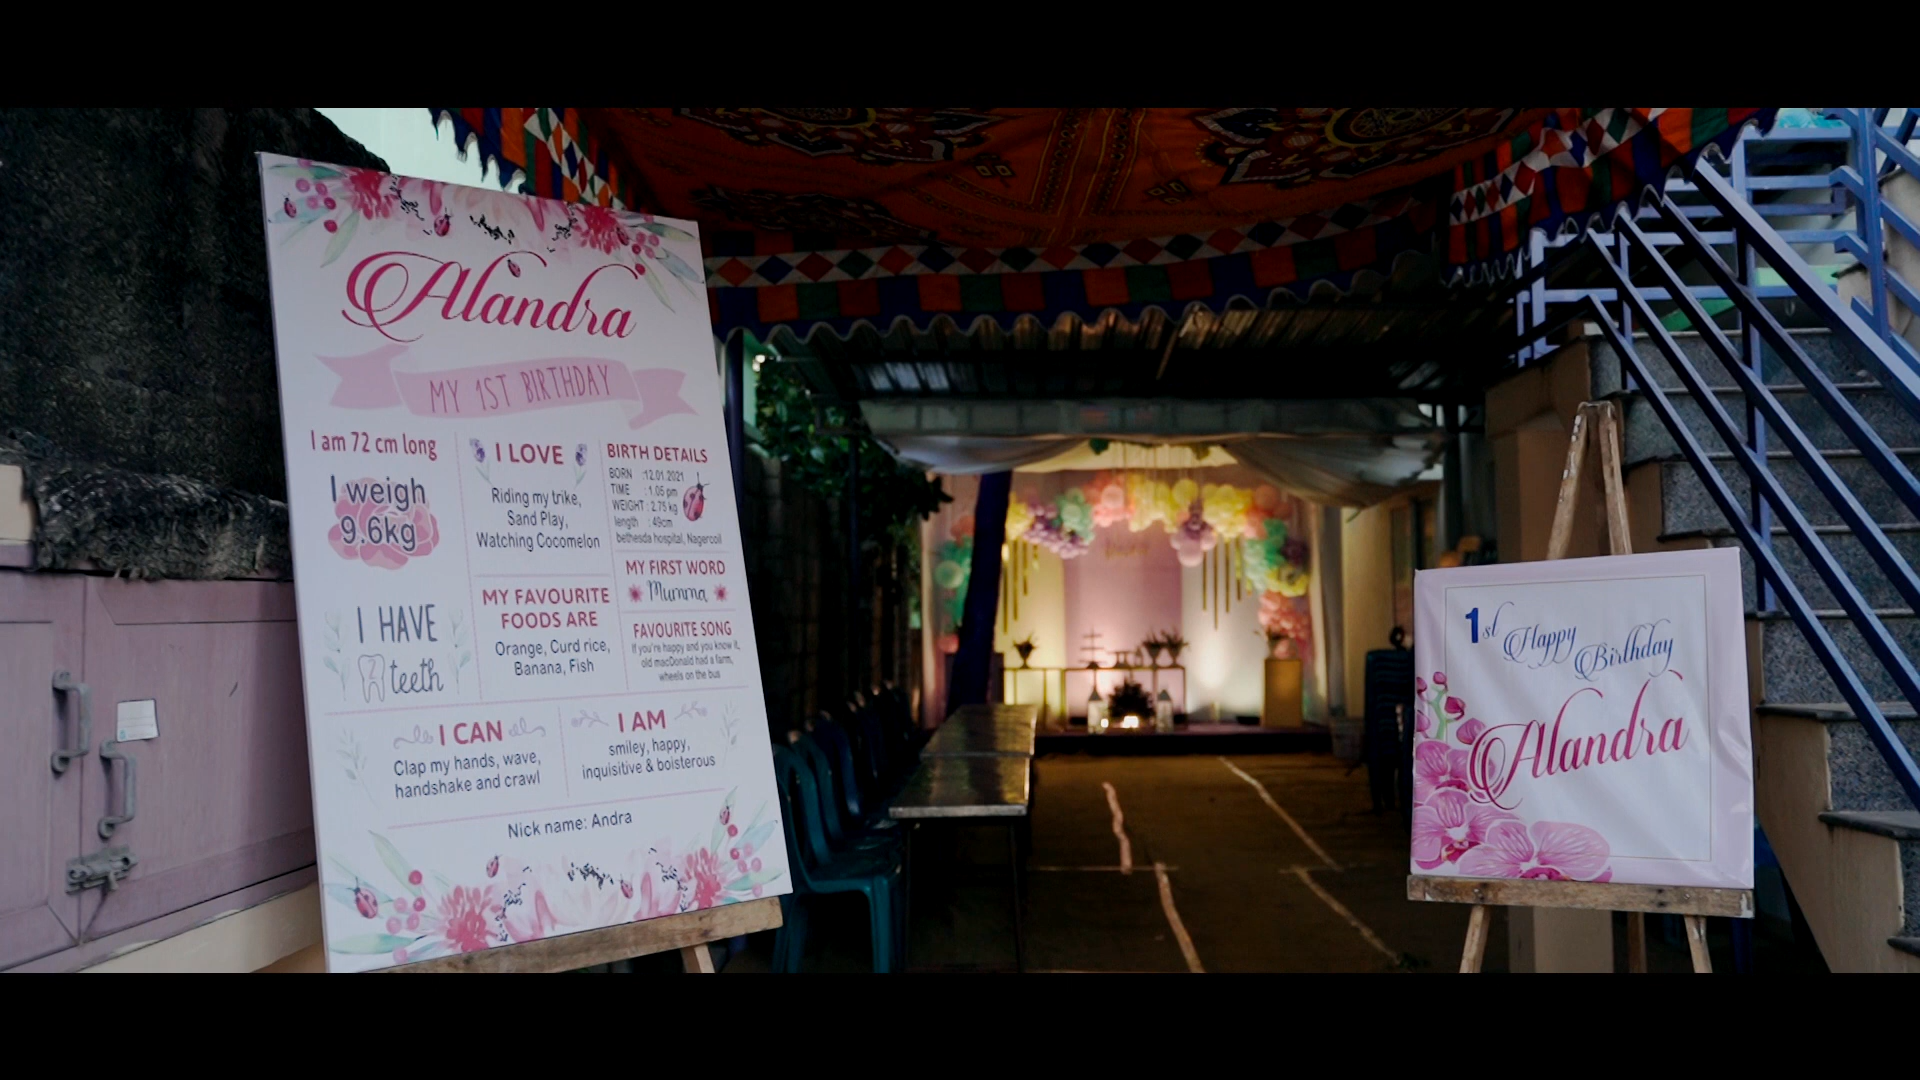 Alandra
MY 1ST BIRTHDAY
I am 72 cm long
I weigh
9.6kg
I HAVE
2
teeth
I LOVE
Riding my trike,
Sand Play,
Watching Cocomelon
MY FAVOURITE
FOODS ARE
Orange, Curd rice,
Banana, Fish
BIRTH DETAILS
BORN :12.01.2021
TIME : 1.05 pm
WEIGHT : 2.75 kg
length : 49cm
bethesda hospital, Nagercoil
MY FIRST WORD
Mumma
FAVOURITE SONG
If you're happy and you know it,
old macDonald had a farm,
wheels on the bus
I CAN
Clap my hands, wave,
handshake and crawl
I AM
smiley, happy,
inquisitive & boisterous
Nick name: Andra
1st Happy Birthday
Alandra